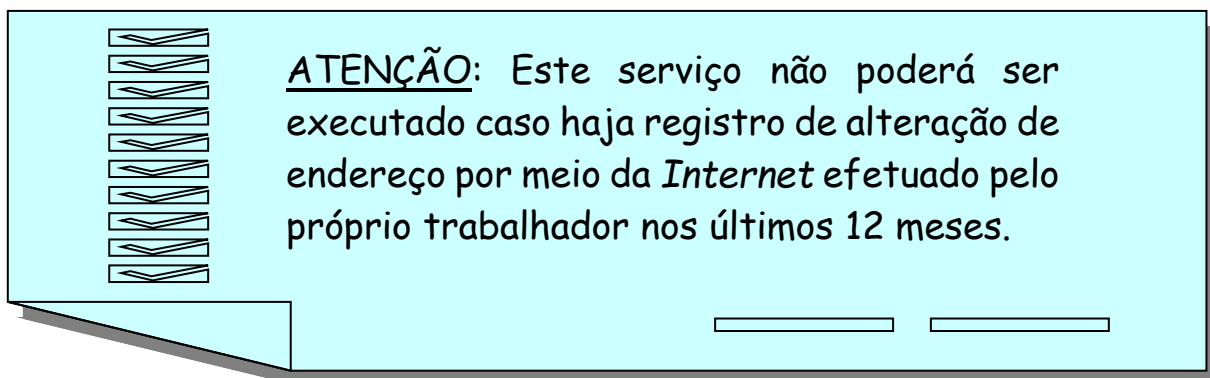 ATENÇÃO: Este serviço não poderá ser
executado caso haja registro de alteração de
endereço por meio da Internet efetuado pelo
próprio trabalhador nos últimos 12 meses.